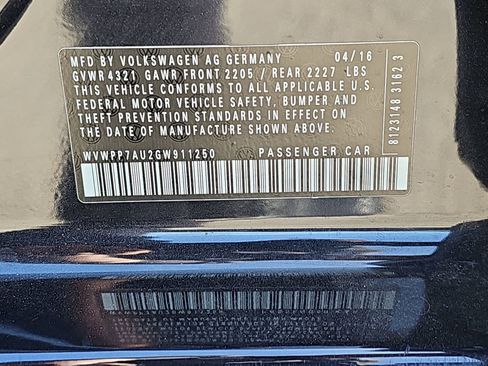 MFD BY VOLKSWAGEN AG GERMANY 04/16
GVWR 4321 GAWR FRONT 2205 / REAR 2227 LBS
THIS VEHICLE CONFORMS TO ALL APPLICABLE U.S.
FEDERAL MOTOR VEHICLE SAFETY, BUMPER AND
THEFT PREVENTION STANDARDS IN EFFECT ON THE
DATE OF MANUFACTURE SHOWN ABOVE.
WVWPP7AU2GW911250 PASSENGER CAR
8123148 3162 3